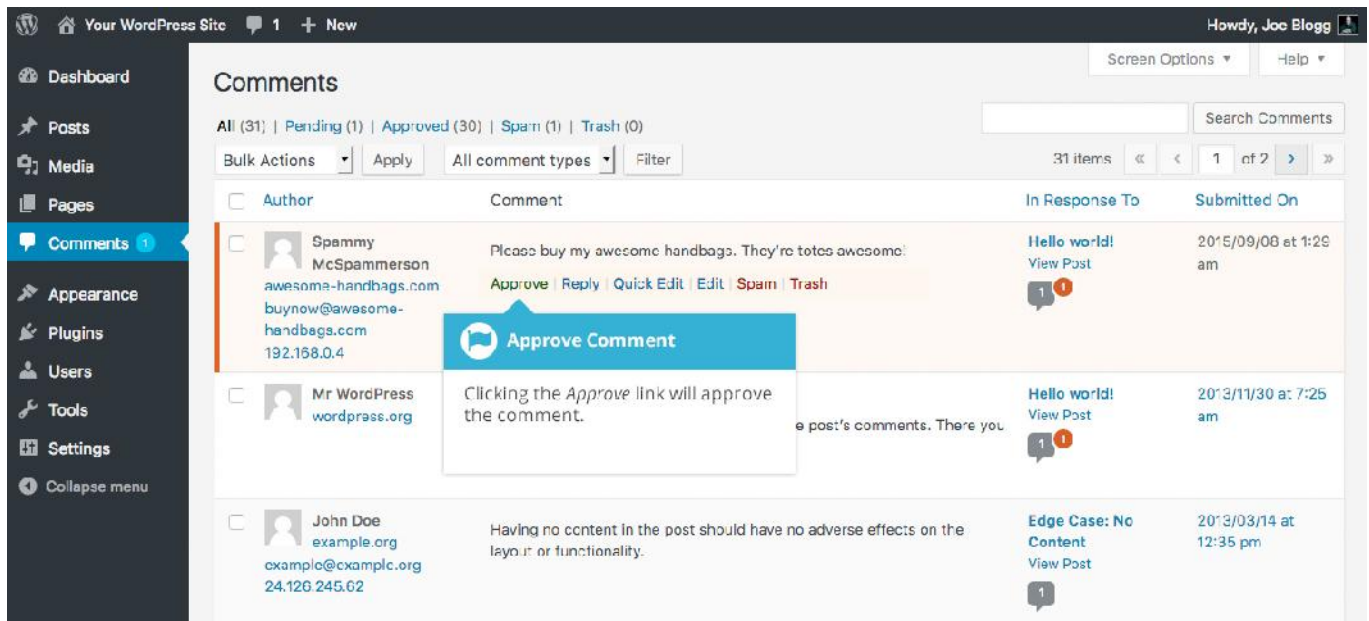 Your WordPress Site 1 + New Howdy, Joe Blogg
Screen Options Help
Dashboard
Posts
Media
Pages
Comments 1
Appearance
Plugins
Users
Tools
Settings
Collapse menu
Comments
All (31) | Pending (1) | Approved (30) | Spam (1) | Trash (0)
Search Comments
Bulk Actions Apply All comment types Filter 31 items « ‹ 1 of 2 › »
Author Comment In Response To Submitted On
Spammy
McSpammerson
awesome-handbags.com
buynow@awesome-
handbags.com
192.168.0.4
Please buy my awesome handbags. They're totes awesome!
Approve | Reply | Quick Edit | Edit | Spam | Trash
Hello world!
View Post
1 1
2015/09/08 at 1:29
am
Approve Comment
Clicking the Approve link will approve
the comment.
Mr WordPress
wordpress.org
e post's comments. There you
Hello world!
View Post
1 1
2013/11/30 at 7:25
am
John Doe
example.org
example@example.org
24.126.245.62
Having no content in the post should have no adverse effects on the
layout or functionality.
Edge Case: No
Content
View Post
1
2013/03/14 at
12:35 pm